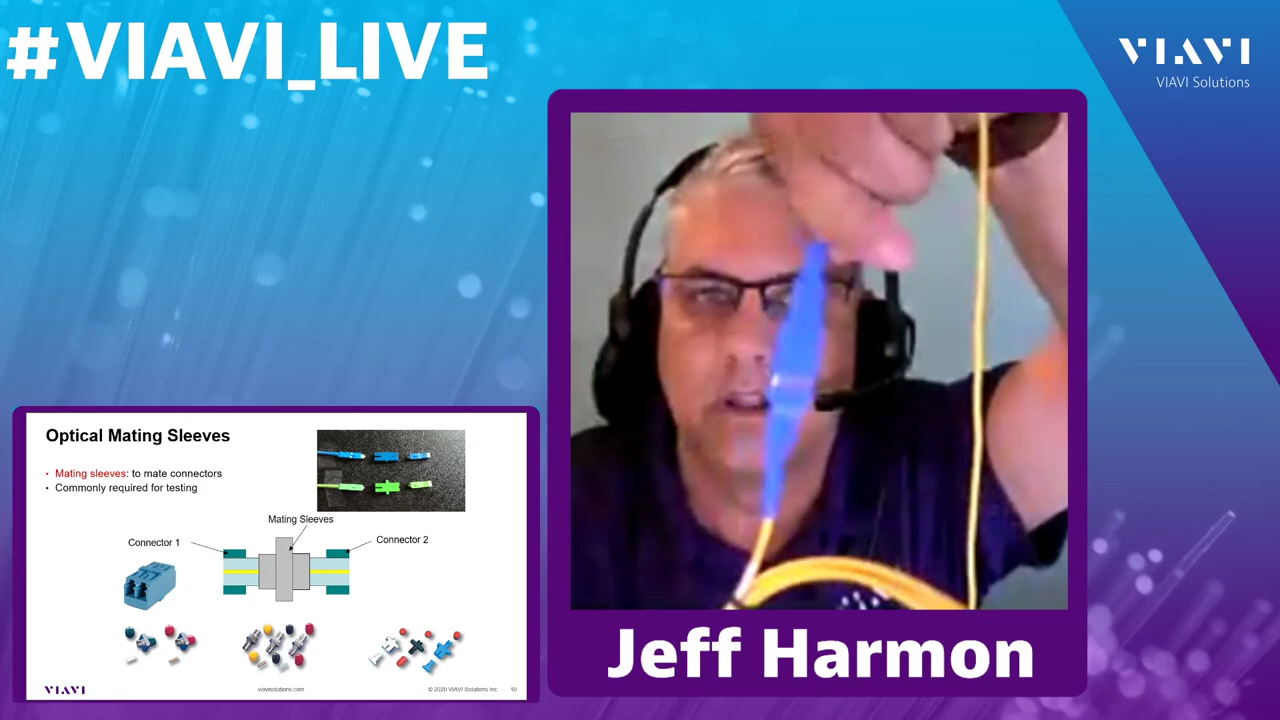 #VIAVI_LIVE
VIAVI
VIAVI Solutions
Optical Mating Sleeves
• Mating sleeves: to mate connectors
• Commonly required for testing
Mating Sleeves
Connector 1
Connector 2
VIAVI
viavisolutions.com
© 2020 VIAVI Solutions Inc
10
Jeff Harmon